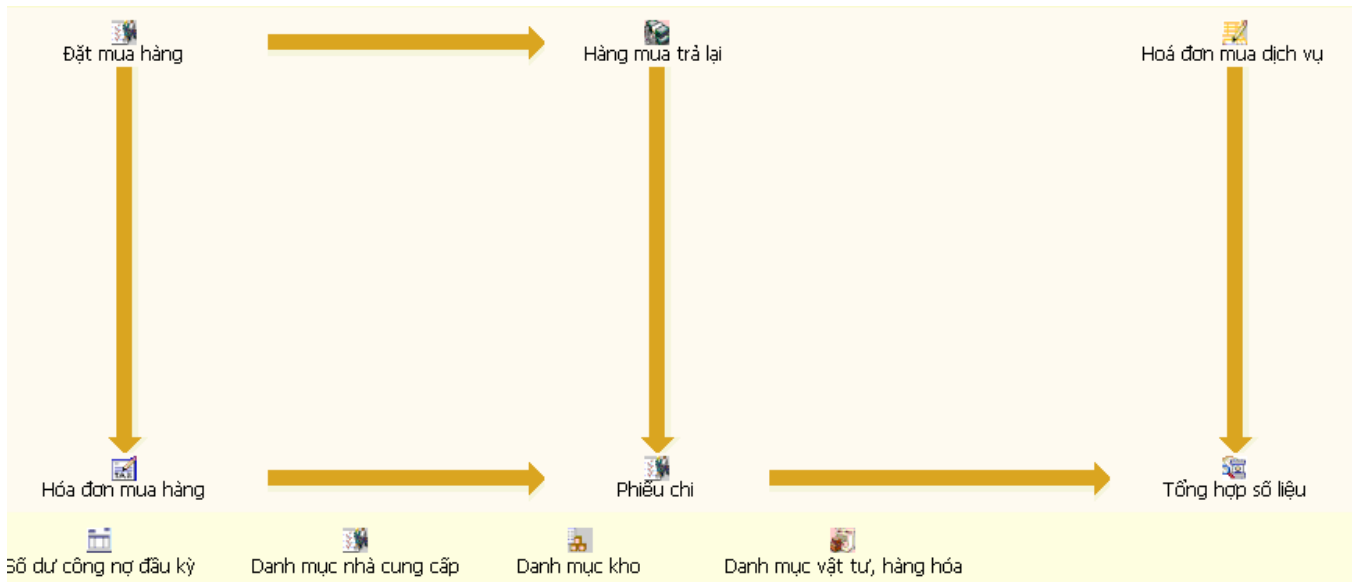 Đặt mua hàng
Hàng mua trả lại
Hoá đơn mua dịch vụ
Hóa đơn mua hàng
Phiếu chi
Tổng hợp số liệu
Số dư công nợ đầu kỳ
Danh mục nhà cung cấp
Danh mục kho
Danh mục vật tư, hàng hóa